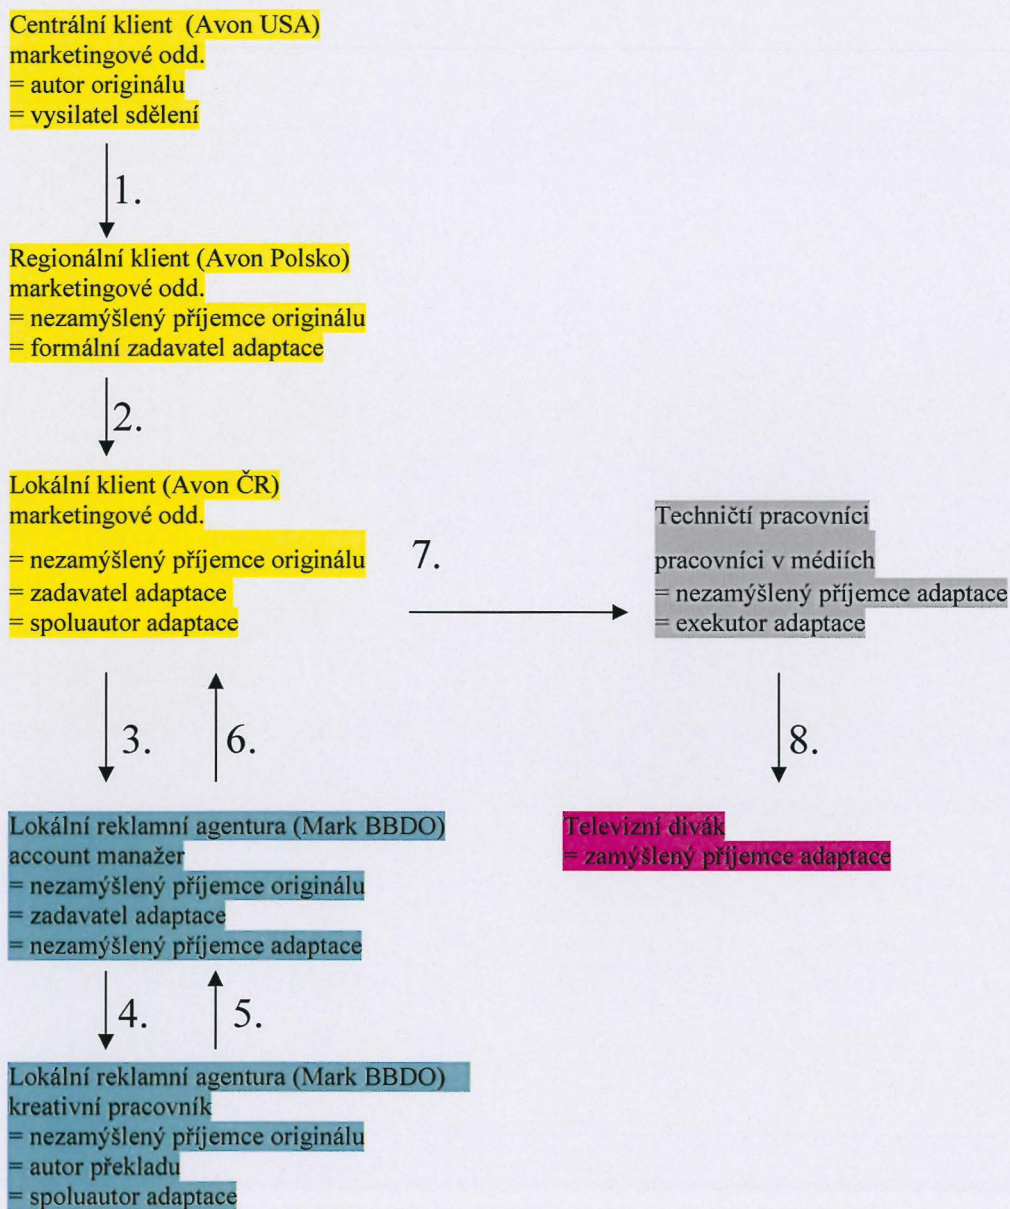 Centrální klient (Avon USA)
marketingové odd.
= autor originálu
= vysilatel sdělení
1.
Regionální klient (Avon Polsko)
marketingové odd.
= nezamýšlený příjemce originálu
= formální zadavatel adaptace
2.
Lokální klient (Avon ČR)
marketingové odd.
= nezamýšlený příjemce originálu
= zadavatel adaptace
= spoluautor adaptace
7.
Techničtí pracovníci
pracovníci v médiích
= nezamýšlený příjemce adaptace
= exekutor adaptace
3.
6.
8.
Lokální reklamní agentura (Mark BBDO)
account manažer
= nezamýšlený příjemce originálu
= zadavatel adaptace
= nezamýšlený příjemce adaptace
Televizní divák
= zamýšlený příjemce adaptace
4.
5.
Lokální reklamní agentura (Mark BBDO)
kreativní pracovník
= nezamýšlený příjemce originálu
= autor překladu
= spoluautor adaptace